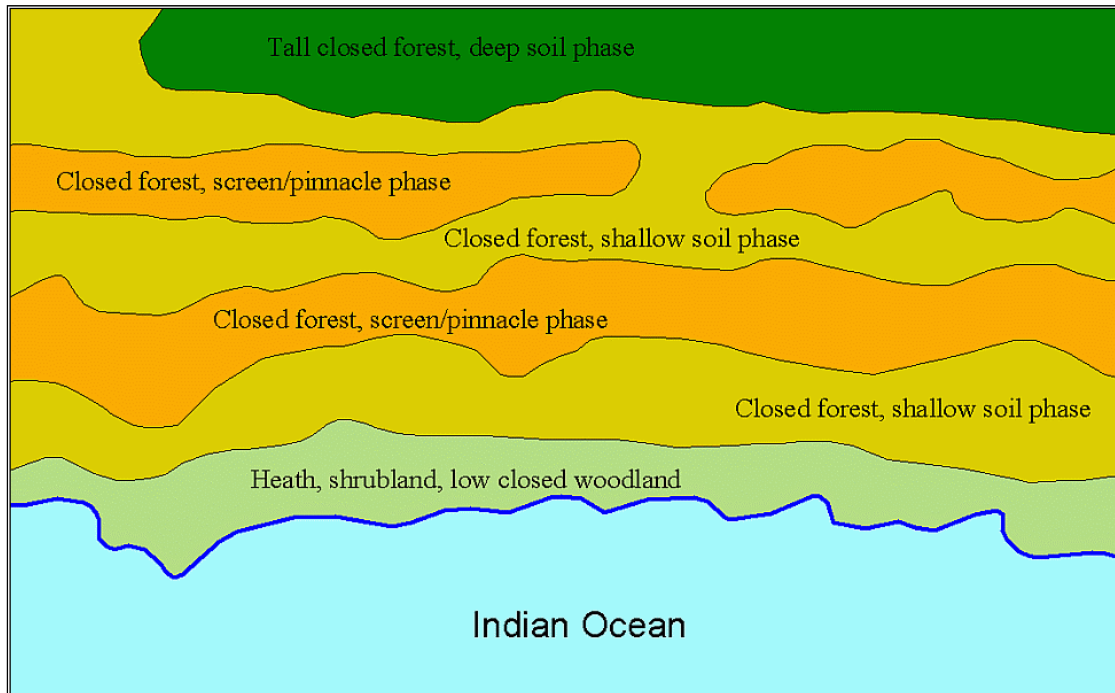 Tall closed forest, deep soil phase
Closed forest, screen/pinnacle phase
Closed forest, shallow soil phase
Closed forest, screen/pinnacle phase
Closed forest, shallow soil phase
Heath, shrubland, low closed woodland
Indian Ocean